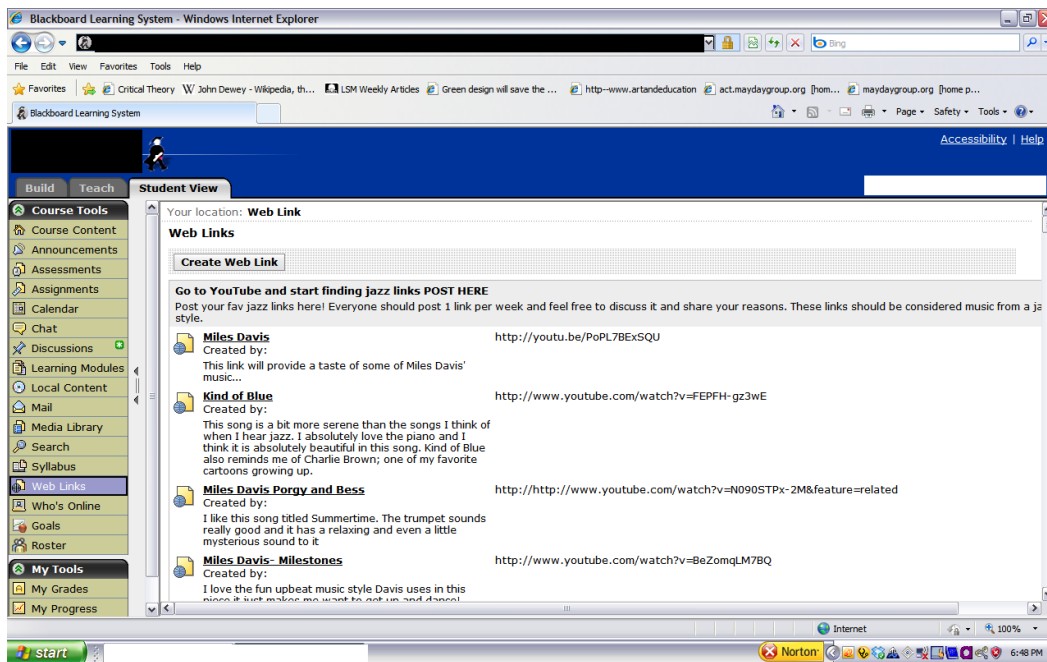 Blackboard Learning System - Windows Internet Explorer
Bing
File Edit View Favorites Tools Help
Favorites Critical Theory W John Dewey - Wikipedia, th... LSM Weekly Articles Green design will save the ... http--www.artandeducation act.maydaygroup.org [hom... maydaygroup.org [home p...
Blackboard Learning System Page Safety Tools
Accessibility | Help
Build Teach Student View
Course Tools
Course Content
Announcements
Assessments
Assignments
Calendar
Chat
Discussions
Learning Modules
Local Content
Mail
Media Library
Search
Syllabus
Web Links
Who's Online
Goals
Roster
My Tools
My Grades
My Progress
Your location: Web Link
Web Links
Create Web Link
Go to YouTube and start finding jazz links POST HERE
Post your fav jazz links here! Everyone should post 1 link per week and feel free to discuss it and share your reasons. These links should be considered music from a ja
style.
Miles Davis http://youtu.be/PoPL7BExSQU
Created by:
This link will provide a taste of some of Miles Davis'
music...
Kind of Blue http://www.youtube.com/watch?v=FEPFH-gz3wE
Created by:
This song is a bit more serene than the songs I think of
when I hear jazz. I absolutely love the piano and I
think it is absolutely beautiful in this song. Kind of Blue
also reminds me of Charlie Brown; one of my favorite
cartoons growing up.
Miles Davis Porgy and Bess http://http://www.youtube.com/watch?v=N090STPx-2M&feature=related
Created by:
I like this song titled Summertime. The trumpet sounds
really good and it has a relaxing and even a little
mysterious sound to it
Miles Davis- Milestones http://www.youtube.com/watch?v=BeZomqLM7BQ
Created by:
I love the fun upbeat music style Davis uses in this
piece it just makes me want to get up and dance!
Internet 100%
start Norton 6:48 PM